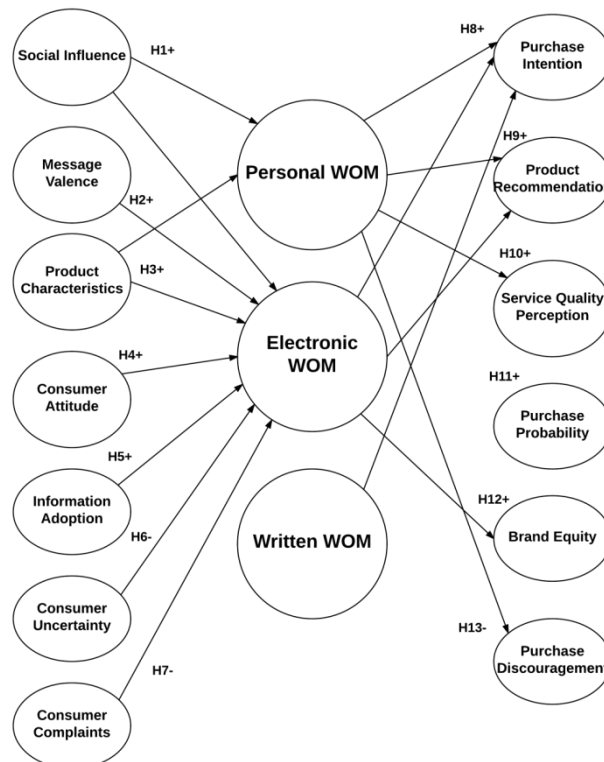 Social Influence
H1+
Message
Valence
H2+
Product
Characteristics
H3+
H4+
Consumer
Attitude
H5+
Information
Adoption
H6-
Consumer
Uncertainty
H7-
Consumer
Complaints
Personal WOM
Electronic
WOM
Written WOM
H8+
Purchase
Intention
H9+
Product
Recommendation
H10+
Service Quality
Perception
H11+
Purchase
Probability
H12+
Brand Equity
H13-
Purchase
Discouragement